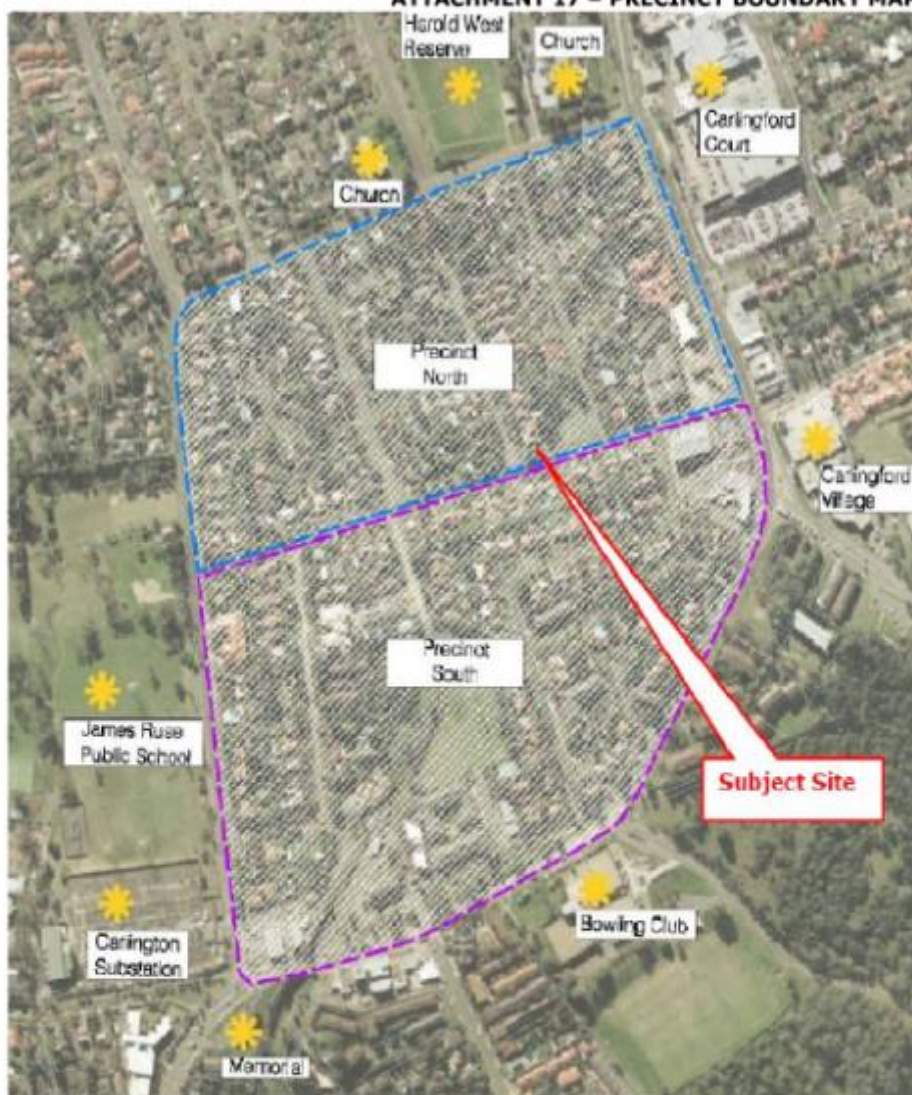 ATTACHMENT 17 – PRECINCT BOUNDARY MAP
Harold West
Reserve
Church
Carlingford
Court
Church
Precinct
North
Carlingford
Village
Precinct
South
James Ruse
Public School
Subject Site
Bowling Club
Carlington
Substation
Memorial